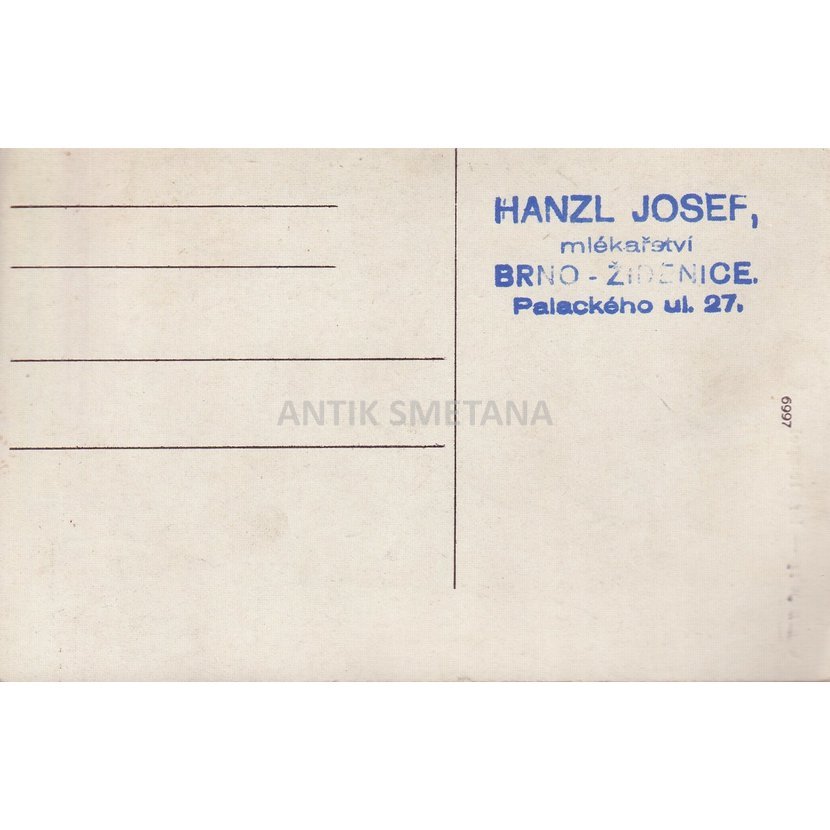 HANZL JOSEF,
mlékařství
BRNO - ŽIDENICE.
Palackého ul. 27.
ANTIK SMETANA
6997